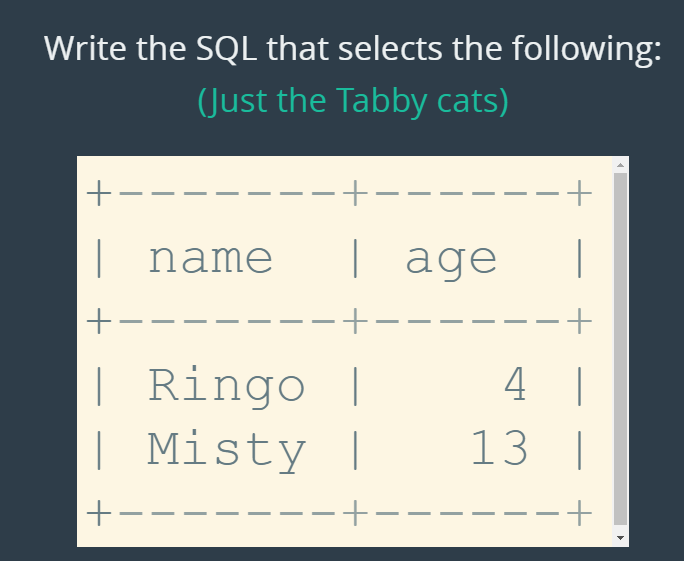 Write the SQL that selects the following:
(Just the Tabby cats)
+-------+------+
| name  | age  |
+-------+------+
| Ringo |    4 |
| Misty |   13 |
+-------+------+